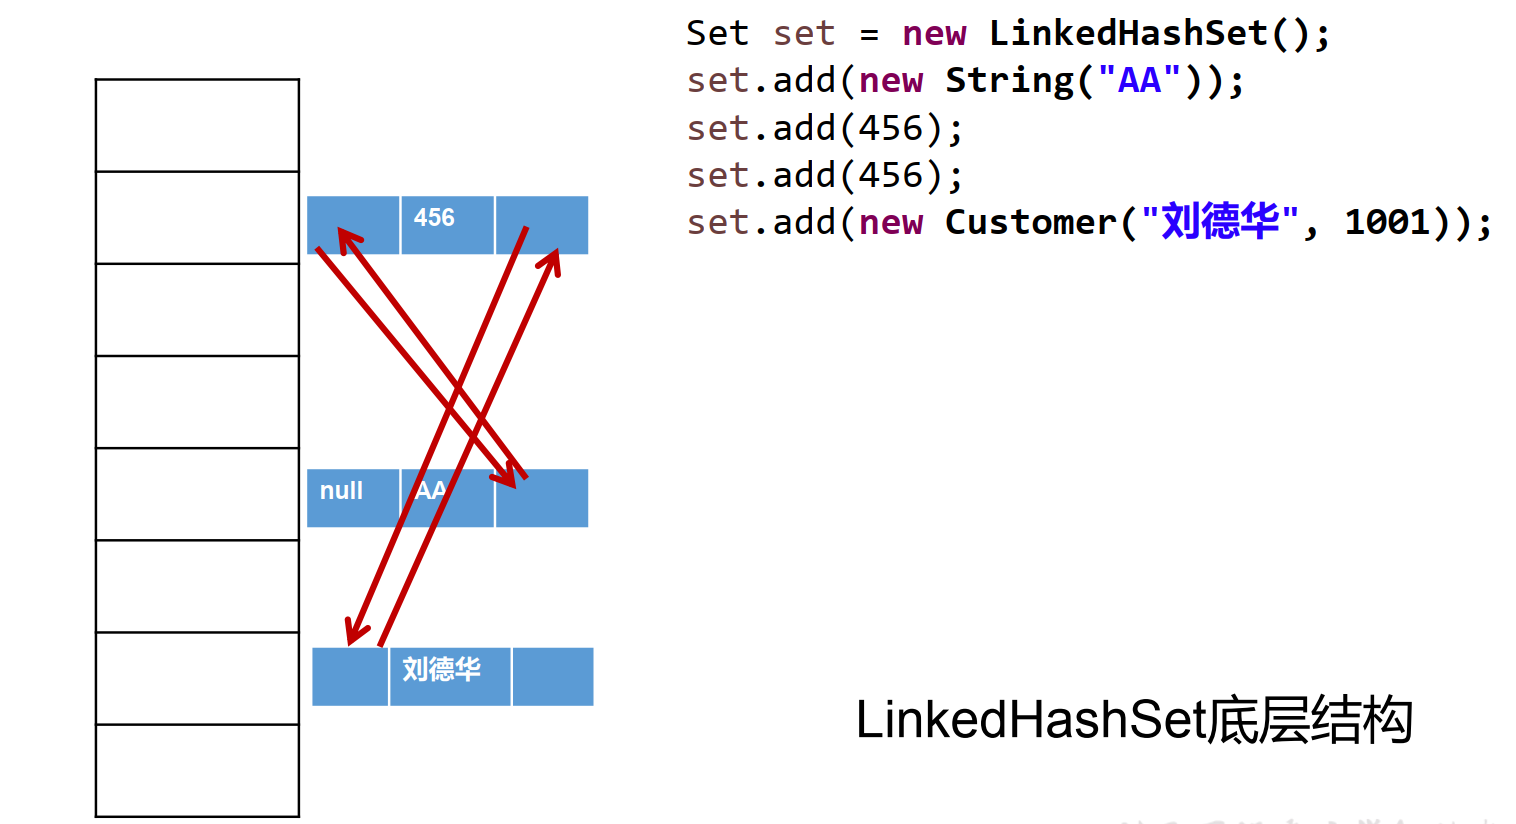 Set set = new LinkedHashSet();
set.add(new String("AA"));
set.add(456);
set.add(456);
set.add(new Customer("刘德华", 1001));
456
null AA
刘德华
LinkedHashSet底层结构